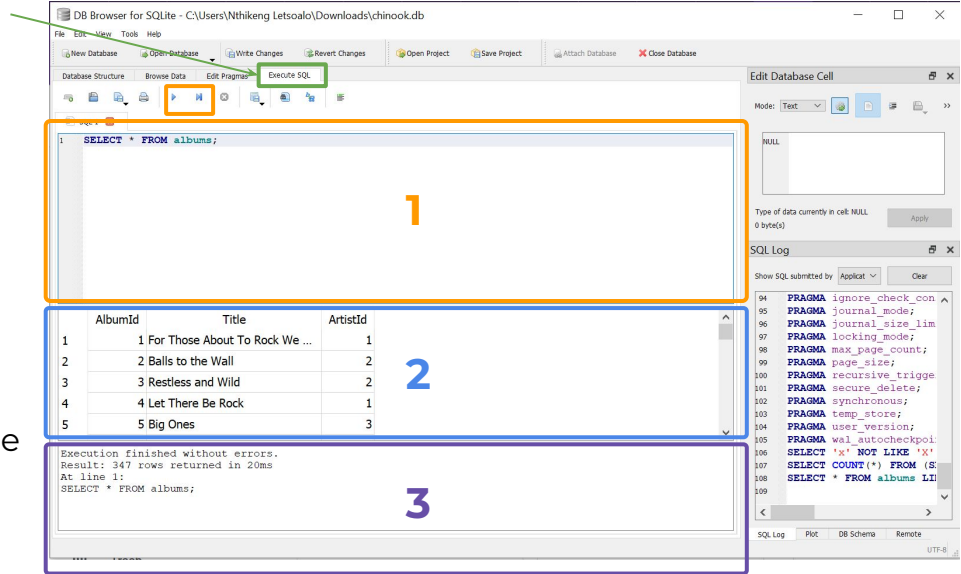 DB Browser for SQLite - C:\Users\Nthikeng Letsoalo\Downloads\chinook.db
File Edit View Tools Help
New Database Open Database Write Changes Revert Changes Open Project Save Project Attach Database Close Database
Database Structure Browse Data Edit Pragmas Execute SQL
1 SELECT * FROM albums;
1
AlbumId Title ArtistId
1 1 For Those About To Rock We ... 1
2 2 Balls to the Wall 2
3 3 Restless and Wild 2
4 4 Let There Be Rock 1
5 5 Big Ones 3
2
e
Execution finished without errors.
Result: 347 rows returned in 20ms
At line 1:
SELECT * FROM albums;
3
Edit Database Cell
Mode: Text
NULL
Type of data currently in cell: NULL
0 byte(s)
Apply
SQL Log
Show SQL submitted by Applicat Clear
94 PRAGMA ignore_check_con
95 PRAGMA journal_mode;
96 PRAGMA journal_size_lim
97 PRAGMA locking_mode;
98 PRAGMA max_page_count;
99 PRAGMA page_size;
100 PRAGMA recursive_trigge
101 PRAGMA secure_delete;
102 PRAGMA synchronous;
103 PRAGMA temp_store;
104 PRAGMA user_version;
105 PRAGMA wal_autocheckpoi
106 SELECT 'x' NOT LIKE 'X'
107 SELECT COUNT(*) FROM (S
108 SELECT * FROM albums LI
109
SQL Log Plot DB Schema Remote
UTF-8